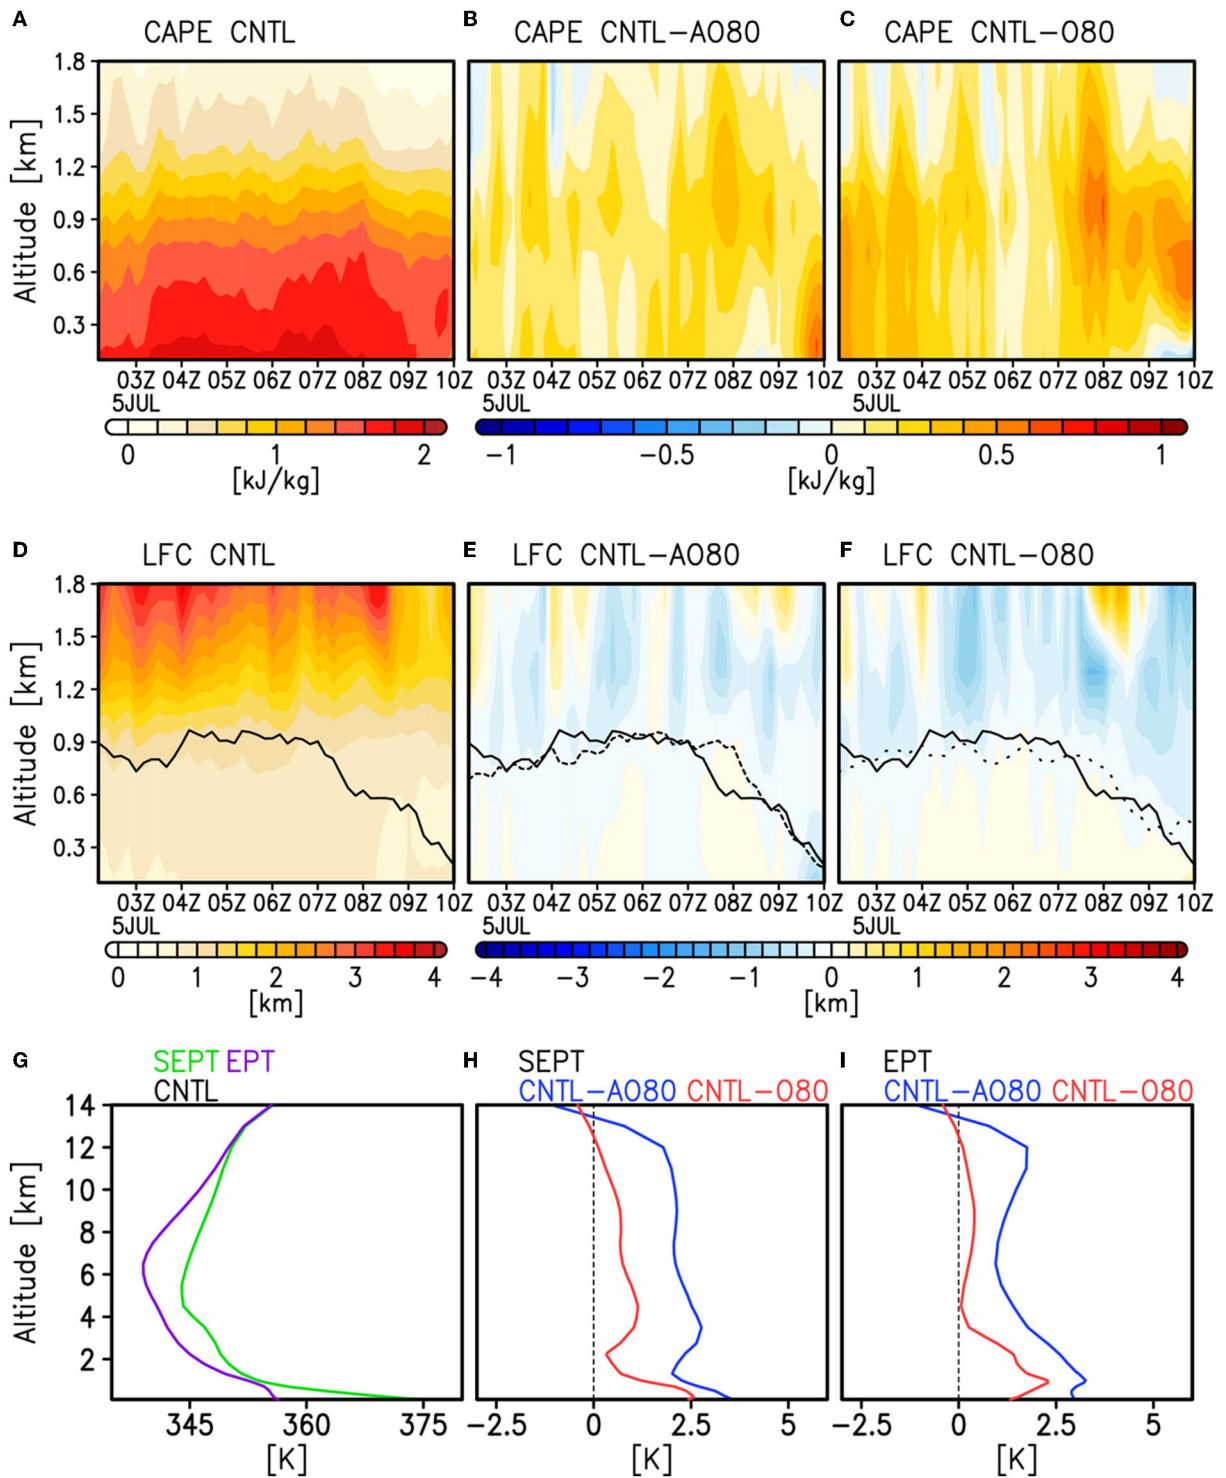 A CAPE CNTL B CAPE CNTL-AO80 C CAPE CNTL-O80
Altitude [km]
1.8
1.5
1.2
0.9
0.6
0.3
03Z 04Z 05Z 06Z 07Z 08Z 09Z 10Z 03Z 04Z 05Z 06Z 07Z 08Z 09Z 10Z 03Z 04Z 05Z 06Z 07Z 08Z 09Z 10Z
5JUL 5JUL 5JUL
0 1 2 -1 -0.5 0 0.5 1
[kJ/kg] [kJ/kg]
D LFC CNTL E LFC CNTL-AO80 F LFC CNTL-O80
Altitude [km]
1.8
1.5
1.2
0.9
0.6
0.3
03Z 04Z 05Z 06Z 07Z 08Z 09Z 10Z 03Z 04Z 05Z 06Z 07Z 08Z 09Z 10Z 03Z 04Z 05Z 06Z 07Z 08Z 09Z 10Z
5JUL 5JUL 5JUL
0 1 2 3 4 -4 -3 -2 -1 0 1 2 3 4
[km] [km]
G SEPT EPT H SEPT I EPT
CNTL CNTL-AO80 CNTL-O80 CNTL-AO80 CNTL-O80
Altitude [km]
14
12
10
8
6
4
2
345 360 375 -2.5 0 2.5 5 -2.5 0 2.5 5
[K] [K] [K]